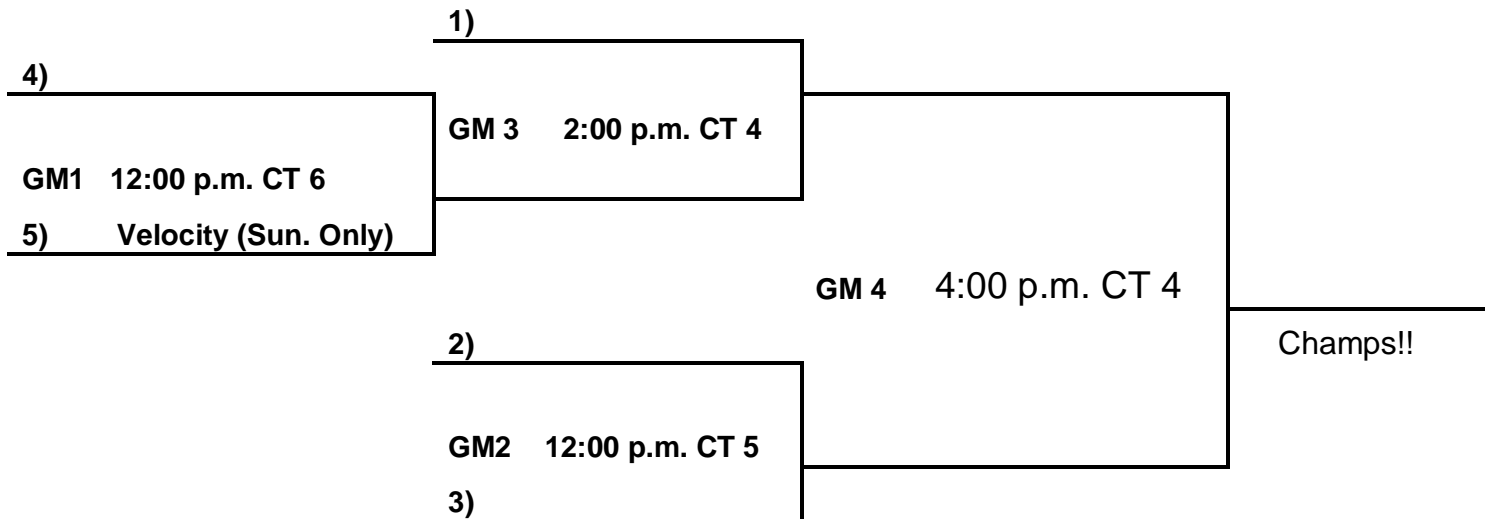 1)
4)
GM 3 2:00 p.m. CT 4
GM1 12:00 p.m. CT 6
5) Velocity (Sun. Only)
GM 4 4:00 p.m. CT 4
2)
Champs!!
GM2 12:00 p.m. CT 5
3)